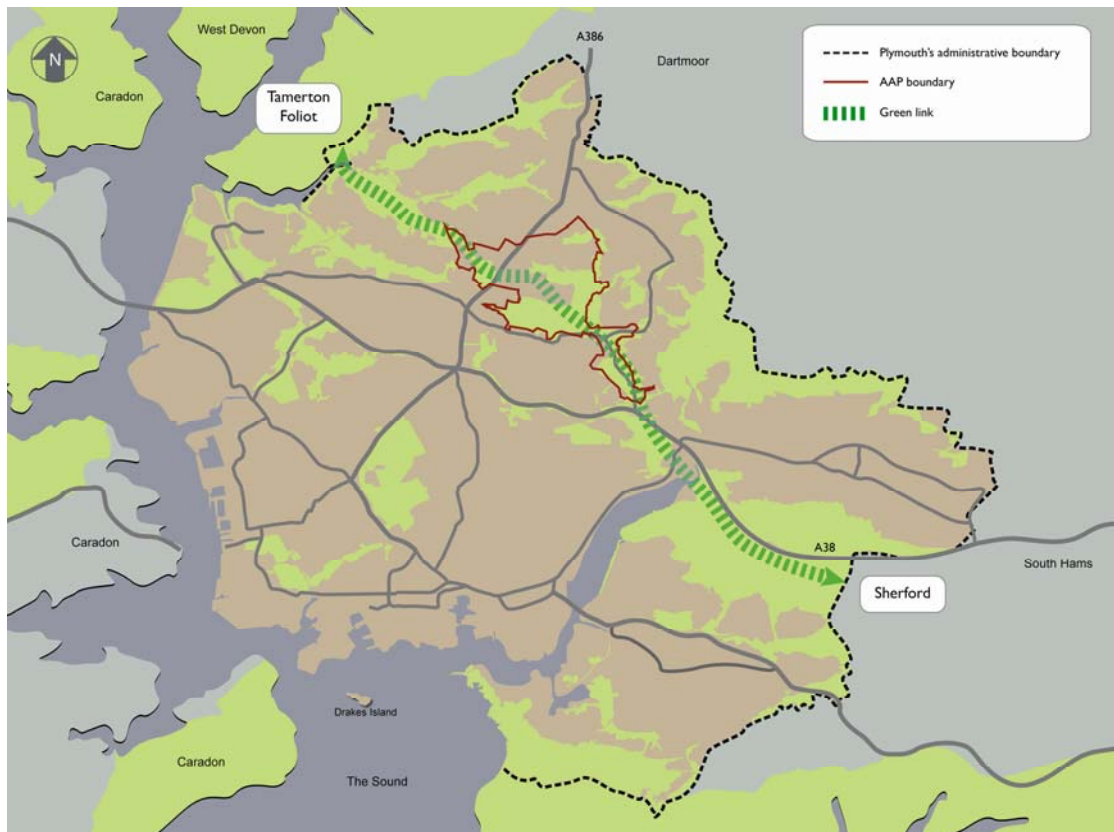 West Devon
A386
N
Dartmoor
Caradon
Tamerton
Foliot
Plymouth's administrative boundary
AAP boundary
Green link
Caradon
A38
South Hams
Sherford
Drakes Island
Caradon
The Sound